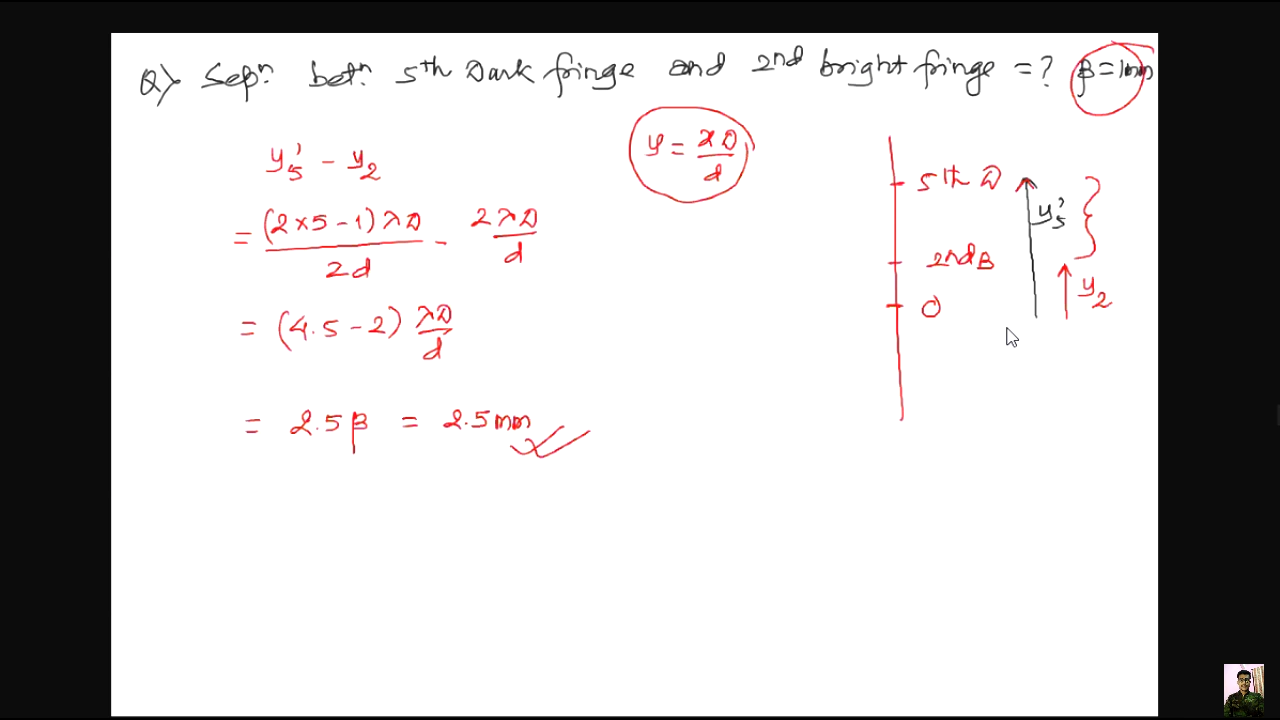 Q) Sepⁿ. betⁿ. 5th Dark fringe and 2nd bright fringe = ? β = 1mm
y = λD/d
y₅' - y₂
= (2×5-1)λD/2d - 2λD/d
= (4.5-2) λD/d
= 2.5β = 2.5mm
5th D
y₅'
2nd B
y₂
O